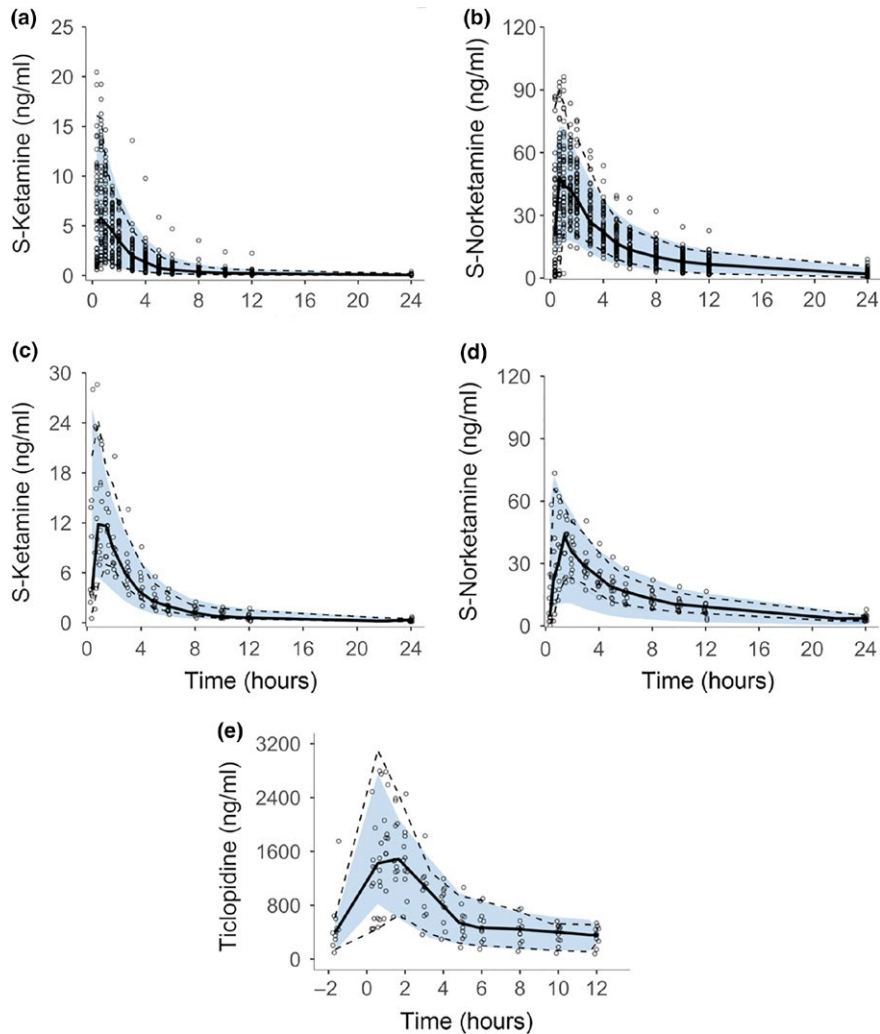 (a)
S-Ketamine (ng/ml)
25
20
15
10
5
0
0 4 8 12 16 20 24
(b)
S-Norketamine (ng/ml)
120
90
60
30
0
0 4 8 12 16 20 24
(c)
S-Ketamine (ng/ml)
30
24
18
12
6
0
0 4 8 12 16 20 24
Time (hours)
(d)
S-Norketamine (ng/ml)
120
90
60
30
0
0 4 8 12 16 20 24
Time (hours)
(e)
Ticlopidine (ng/ml)
3200
2400
1600
800
0
−2 0 2 4 6 8 10 12
Time (hours)